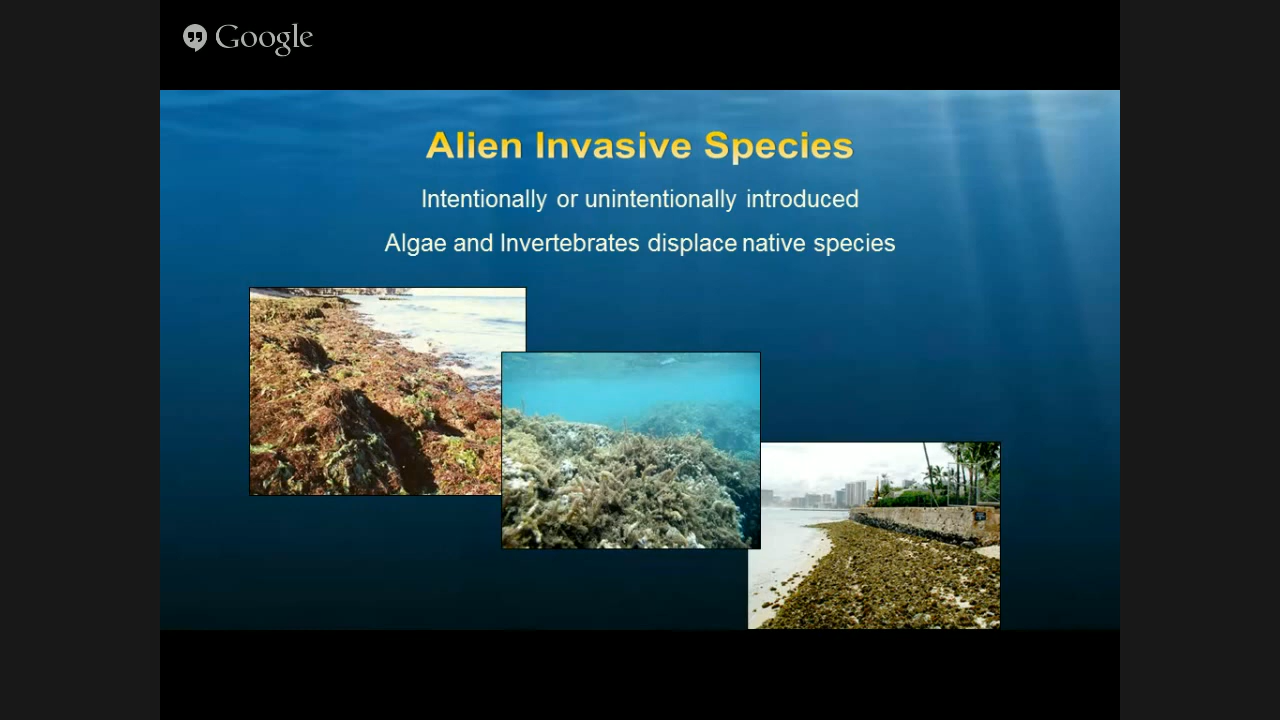 Google
Alien Invasive Species
Intentionally or unintentionally introduced
Algae and Invertebrates displace native species